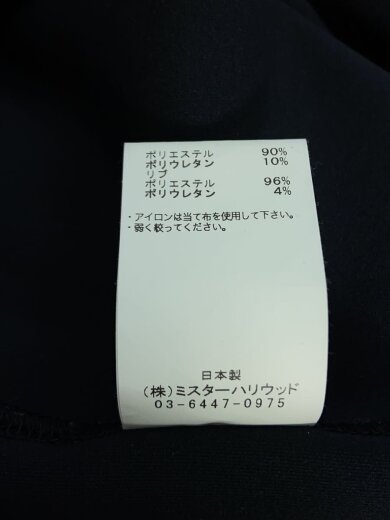 ポリエステル 90%
ポリウレタン 10%
リブ
ポリエステル 96%
ポリウレタン 4%
・アイロンは当て布を使用して下さい。
・弱く絞ってください。
日本製
(株)ミスターハリウッド
03-6447-0975